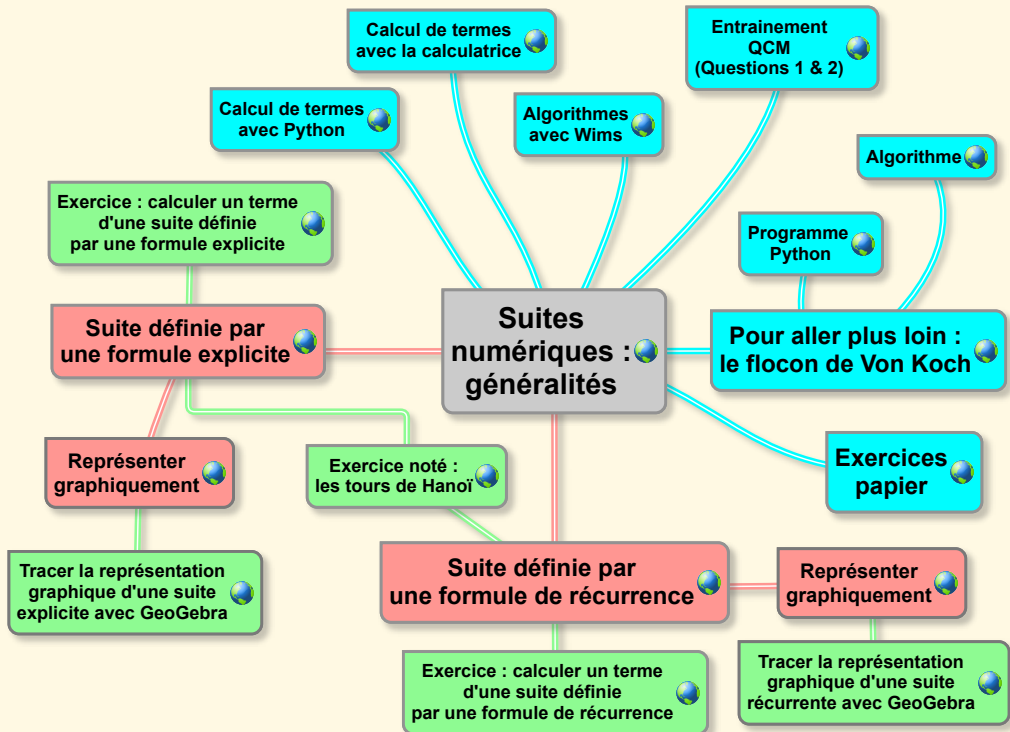 Calcul de termes
avec la calculatrice
Entrainement
QCM
(Questions 1 & 2)
Calcul de termes
avec Python
Algorithmes
avec Wims
Algorithme
Exercice : calculer un terme
d'une suite définie
par une formule explicite
Programme
Python
Suite définie par
une formule explicite
Suites
numériques :
généralités
Pour aller plus loin :
le flocon de Von Koch
Représenter
graphiquement
Exercice noté :
les tours de Hanoï
Exercices
papier
Tracer la représentation
graphique d'une suite
explicite avec GeoGebra
Suite définie par
une formule de récurrence
Représenter
graphiquement
Exercice : calculer un terme
d'une suite définie
par une formule de récurrence
Tracer la représentation
graphique d'une suite
récurrente avec GeoGebra